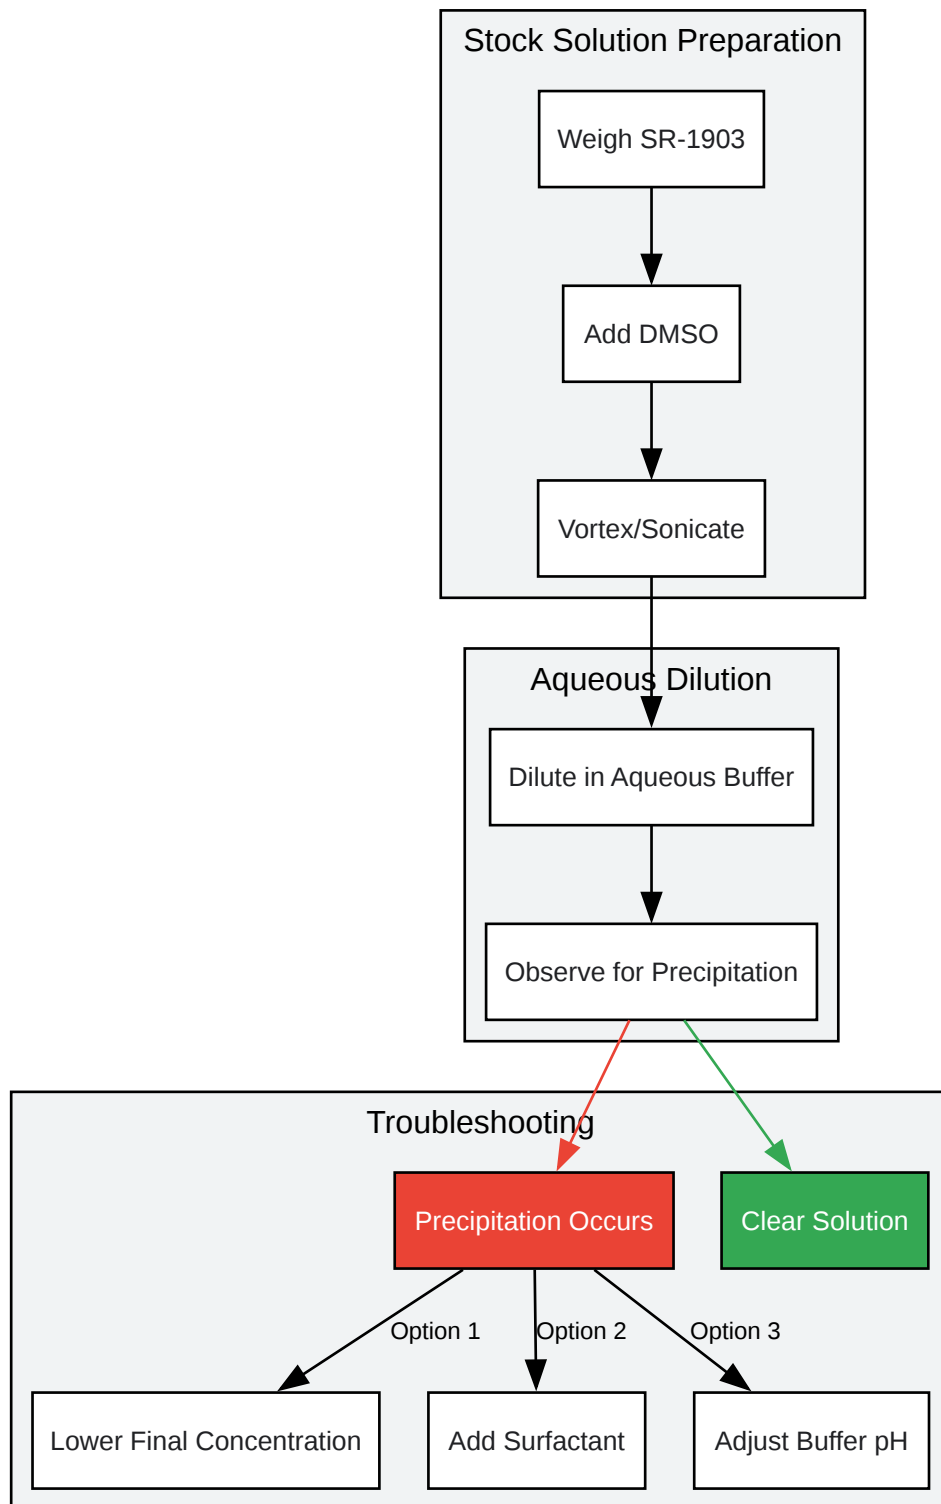 Stock Solution Preparation
Weigh SR-1903
Add DMSO
Vortex/Sonicate
Aqueous Dilution
Dilute in Aqueous Buffer
Observe for Precipitation
Troubleshooting
Precipitation Occurs
Clear Solution
Option 1
Option 2
Option 3
Lower Final Concentration
Add Surfactant
Adjust Buffer pH